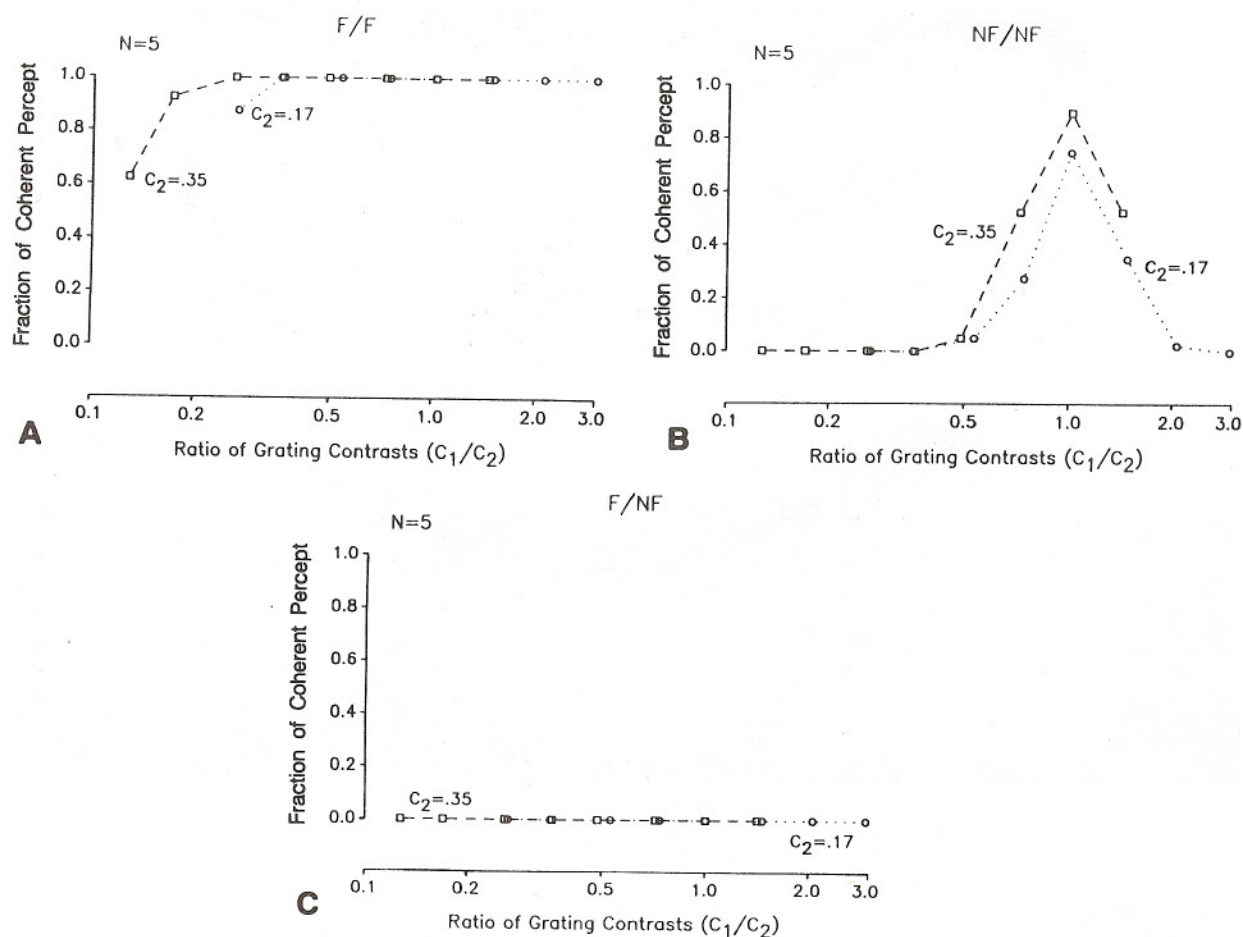 F/F
N=5
Fraction of Coherent Percept
1.0
0.8
0.6
0.4
0.2
0.0
C2=.17
C2=.35
0.1 0.2 0.5 1.0 2.0 3.0
A
Ratio of Grating Contrasts (C1/C2)
NF/NF
N=5
Fraction of Coherent Percept
1.0
0.8
0.6
0.4
0.2
0.0
C2=.35
C2=.17
0.1 0.2 0.5 1.0 2.0 3.0
B
Ratio of Grating Contrasts (C1/C2)
F/NF
N=5
Fraction of Coherent Percept
1.0
0.8
0.6
0.4
0.2
0.0
C2=.35
C2=.17
0.1 0.2 0.5 1.0 2.0 3.0
C
Ratio of Grating Contrasts (C1/C2)